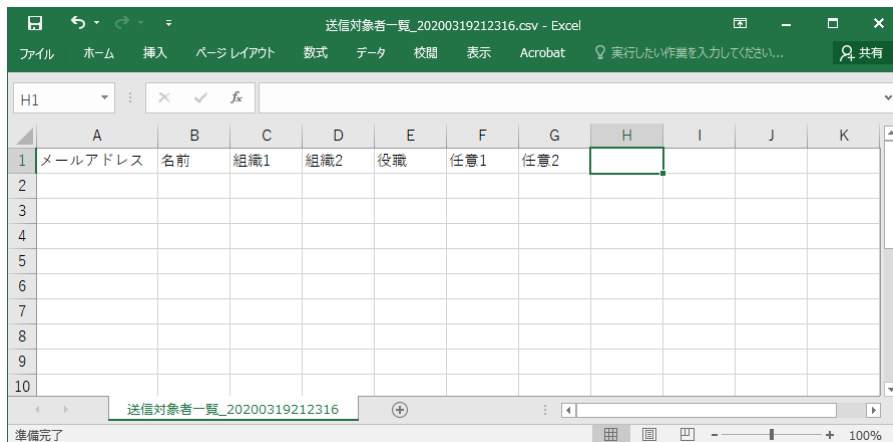 送信対象者一覧_20200319212316.csv - Excel
ファイル ホーム 挿入 ページ レイアウト 数式 データ 校閲 表示 Acrobat 実行したい作業を入力してください... 共有
H1 fx
A B C D E F G H I J K
1 メールアドレス 名前 組織1 組織2 役職 任意1 任意2
2
3
4
5
6
7
8
9
10
送信対象者一覧_20200319212316
準備完了 100%